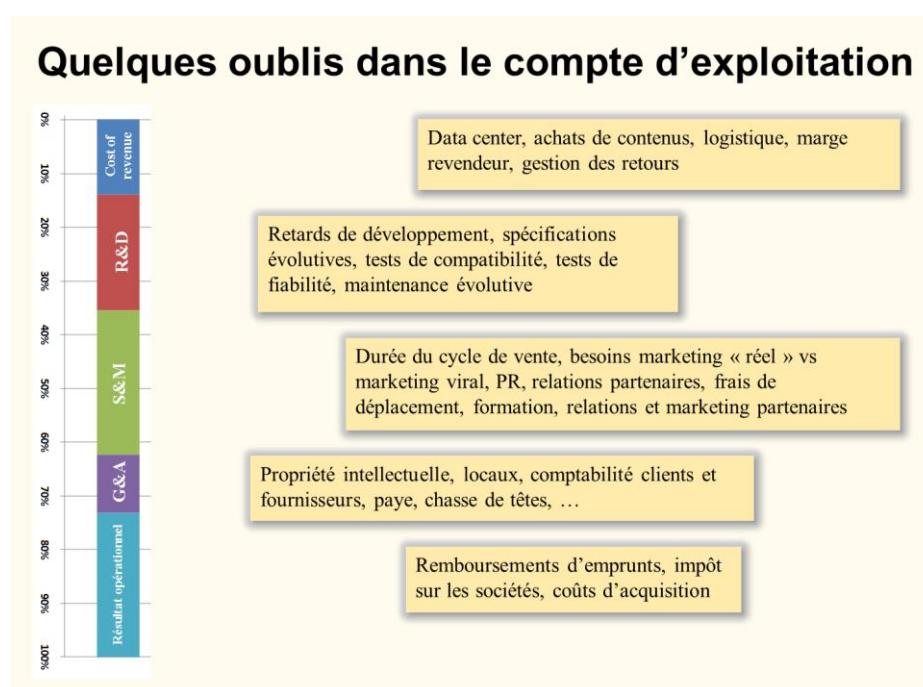 Quelques oublis dans le compte d’exploitation
0%
10%
20%
30%
40%
50%
60%
70%
80%
90%
100%
Cost of
revenue
R&D
S&M
G&A
Résultat opérationnel
Data center, achats de contenus, logistique, marge
revendeur, gestion des retours
Retards de développement, spécifications
évolutives, tests de compatibilité, tests de
fiabilité, maintenance évolutive
Durée du cycle de vente, besoins marketing « réel » vs
marketing viral, PR, relations partenaires, frais de
déplacement, formation, relations et marketing partenaires
Propriété intellectuelle, locaux, comptabilité clients et
fournisseurs, paye, chasse de têtes, …
Remboursements d’emprunts, impôt
sur les sociétés, coûts d’acquisition